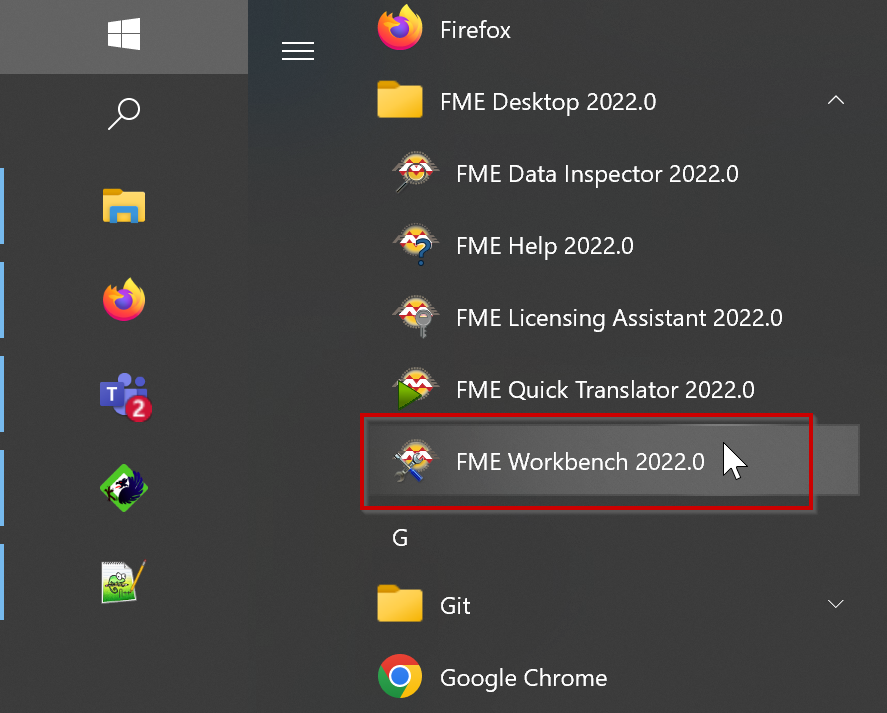 Firefox
FME Desktop 2022.0
FME Data Inspector 2022.0
FME Help 2022.0
FME Licensing Assistant 2022.0
T
2
FME Quick Translator 2022.0
FME Workbench 2022.0
G
Git
Google Chrome